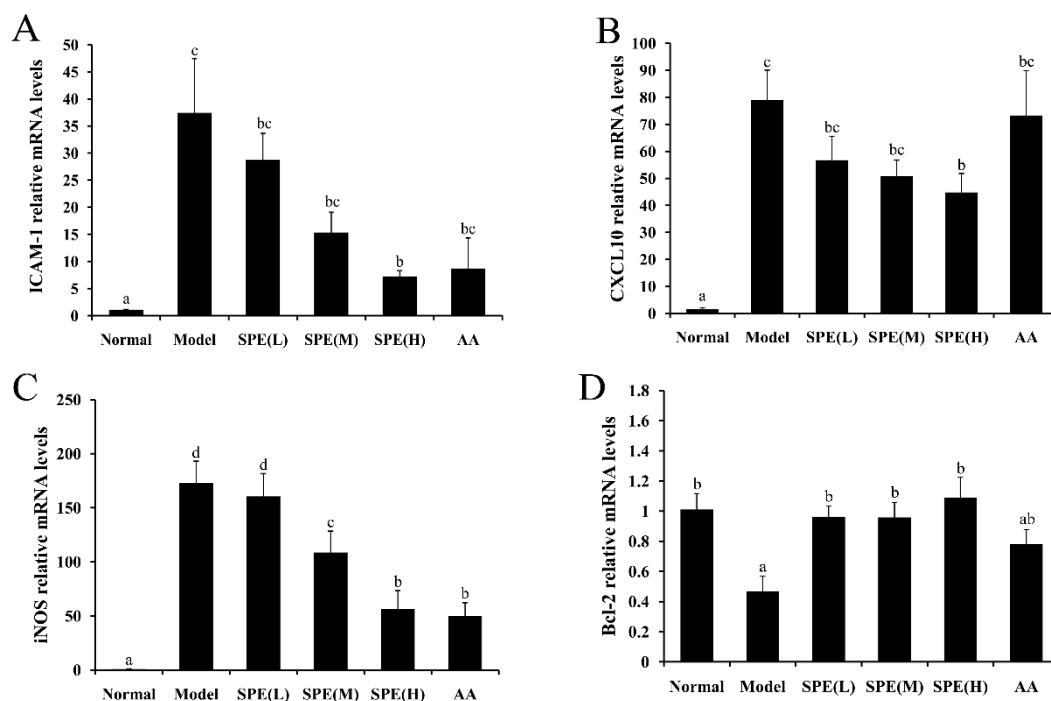 A
ICAM-1 relative mRNA levels
50
45
40
35
30
25
20
15
10
5
0
a
c
bc
bc
b
bc
Normal Model SPE(L) SPE(M) SPE(H) AA
B
CXCL10 relative mRNA levels
100
90
80
70
60
50
40
30
20
10
0
a
c
bc
bc
b
bc
Normal Model SPE(L) SPE(M) SPE(H) AA
C
iNOS relative mRNA levels
250
200
150
100
50
0
a
d
d
c
b
b
Normal Model SPE(L) SPE(M) SPE(H) AA
D
Bcl-2 relative mRNA levels
1.8
1.6
1.4
1.2
1
0.8
0.6
0.4
0.2
0
b
a
b
b
b
ab
Normal Model SPE(L) SPE(M) SPE(H) AA